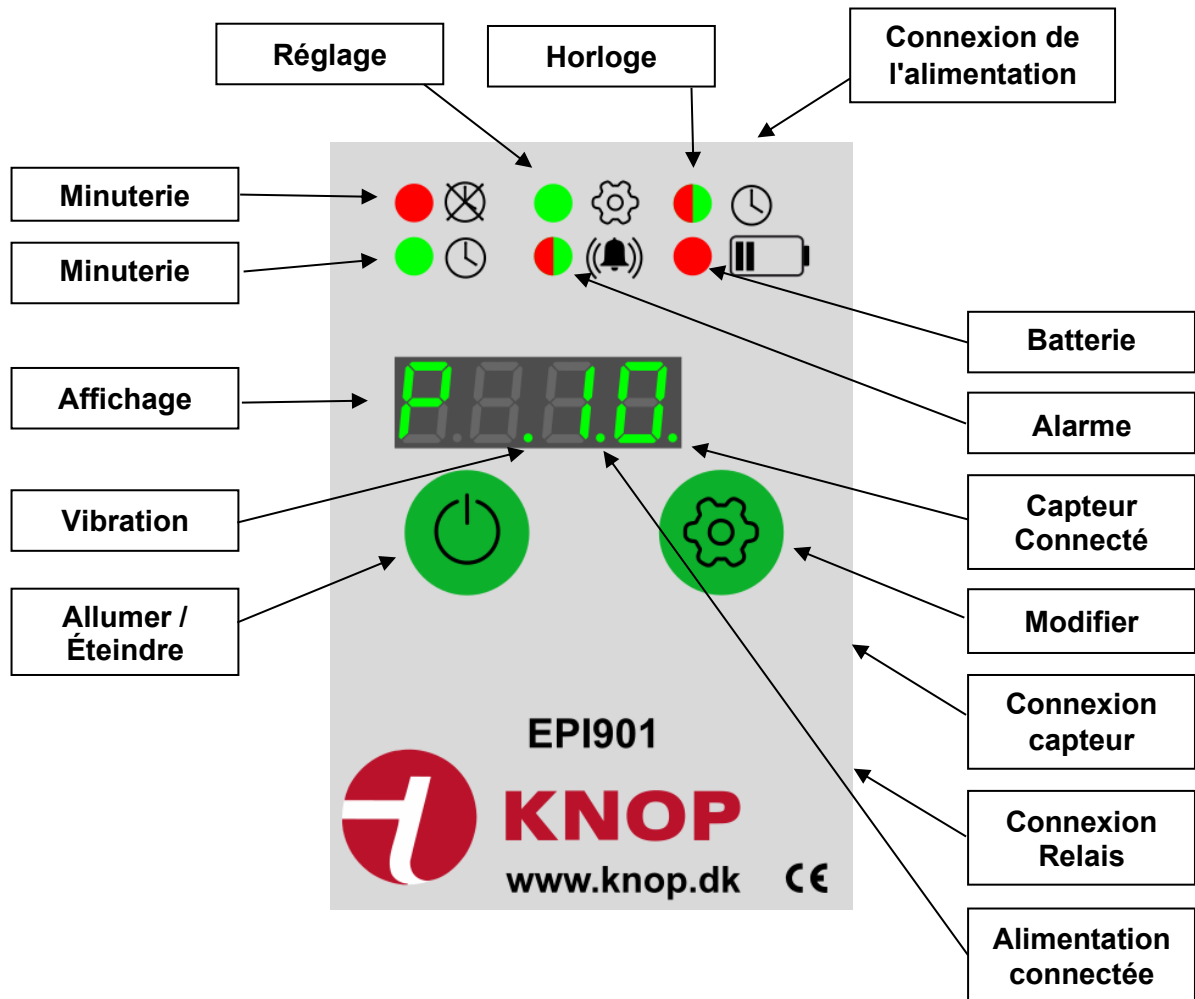 Réglage
Horloge
Connexion de
l'alimentation
Minuterie
Minuterie
Affichage
P .1.0.
Vibration
Allumer /
Éteindre
Batterie
Alarme
Capteur
Connecté
Modifier
Connexion
capteur
Connexion
Relais
Alimentation
connectée
EPI901
KNOP
www.knop.dk CE